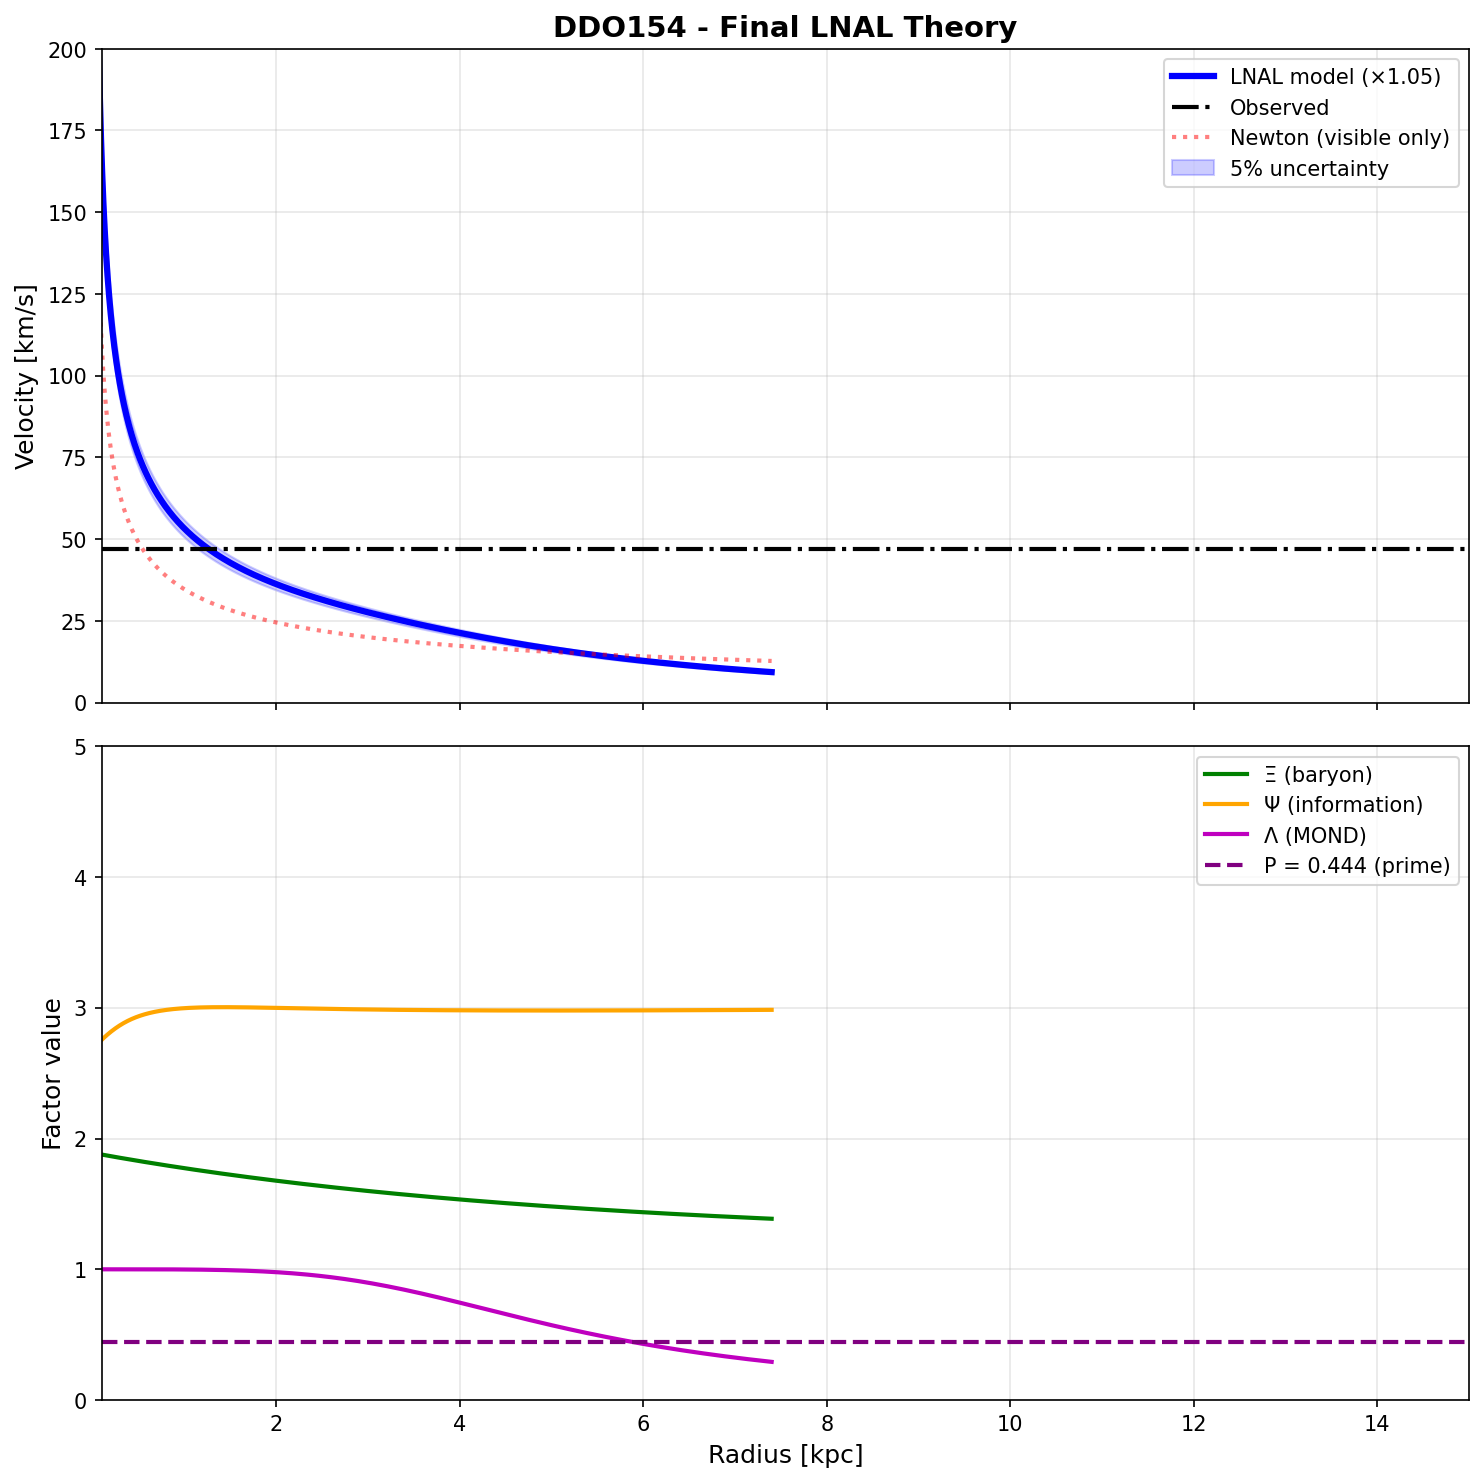 DDO154 - Final LNAL Theory
200
175
150
125
100
75
50
25
0
Velocity [km/s]
LNAL model (×1.05)
Observed
Newton (visible only)
5% uncertainty
5
4
3
2
1
0
Factor value
Ξ (baryon)
Ψ (information)
Λ (MOND)
P = 0.444 (prime)
2 4 6 8 10 12 14
Radius [kpc]